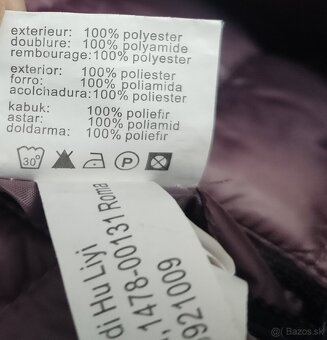 exterieur: 100% polyester
doublure: 100% polyamide
rembourage: 100% polyester
exterior: 100% poliester
forro: 100% poliamida
acolchadura: 100% poliester
kabuk: 100% poliefir
astar: 100% poliamid
doldarma: 100% poliefir
30° P
di Hu Liyi
1478-00131 Roma
921009
© Bazos.sk